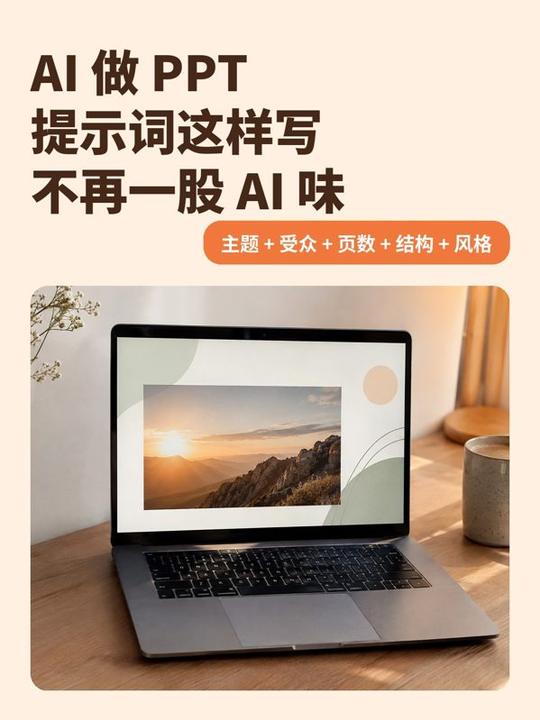 AI 做 PPT
提示词这样写
不再一股 AI 味
主题 + 受众 + 页数 + 结构 + 风格